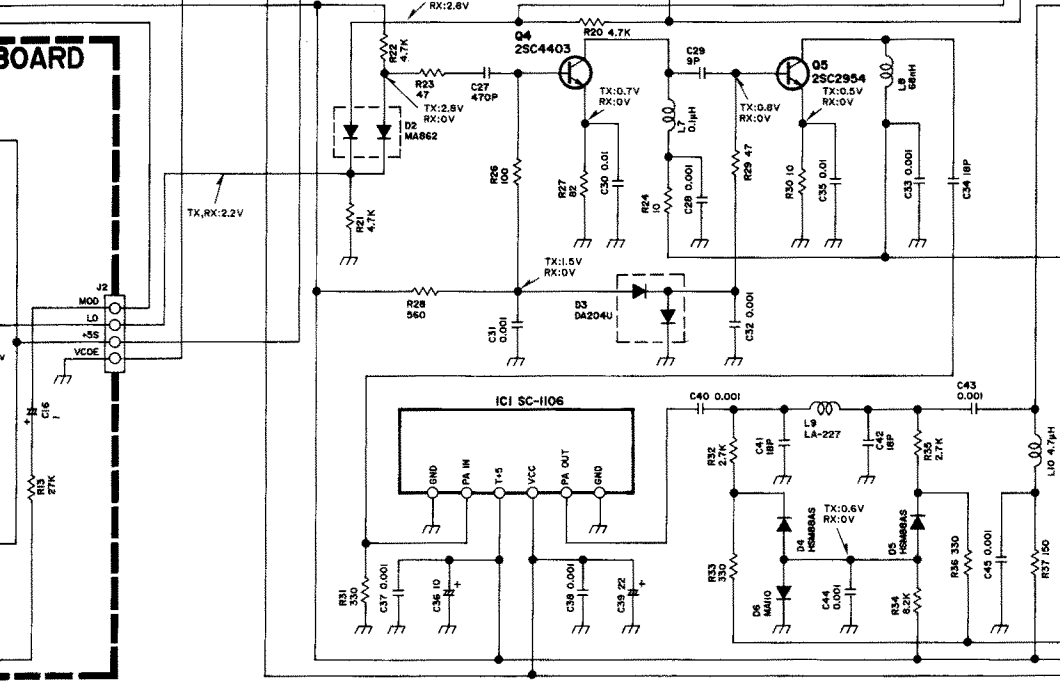 RX:2.6V
BOARD
R22
4.7K
R20 4.7K
Q4
2SC4403
C29
9P
Q5
2SC2954
L8
68nH
R23
47
C27
470P
TX:2.8V
RX:0V
TX:0.7V
RX:0V
TX:0.8V
RX:0V
TX:0.5V
RX:0V
D2
MA862
L7
0.1μH
R26
100
R27
82
C30 0.01
R24
10
C28 0.001
R29 47
R30 10
C35 0.01
C33 0.001
C34 18P
TX,RX:2.2V
R21
4.7K
TX:1.5V
RX:0V
J2
MOD
LO
+5S
VCOE
V
R28
560
C31
0.001
D3
DA204U
C32 0.001
C16
1
+
R13
27K
IC1 SC-1106
GND
PA IN
T+5
VCC
PA OUT
GND
C40 0.001
C43
0.001
L9
LA-227
R32
2.7K
C41
18P
C42
18P
R35
2.7K
L10 4.7μH
TX:0.6V
RX:0V
D4
HSM88AS
D5
HSM88AS
R31
330
C37 0.001
C36 10
+
C38 0.001
C39 22
+
R33
330
D6
MA110
C44
0.001
R34
8.2K
R36 330
C45 0.001
R37 150